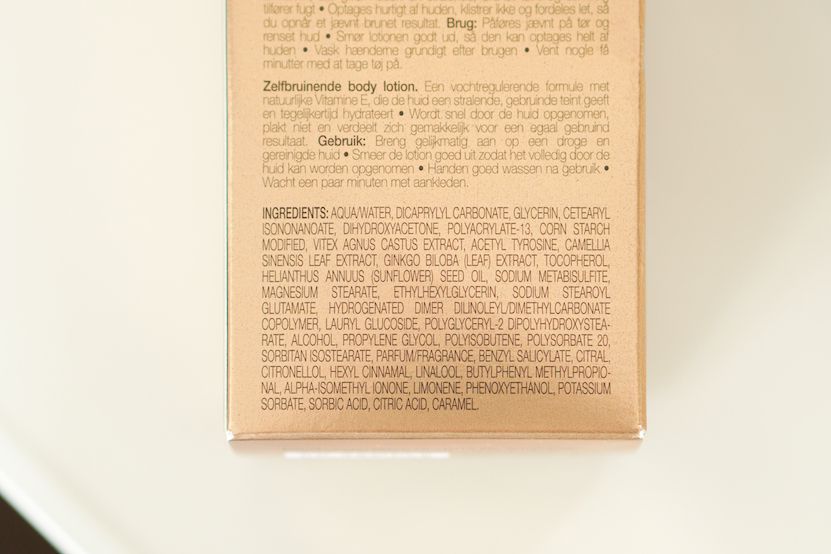 tilfører fugt • Optages hurtigt af huden, klistrer ikke og fordeles let, så
du opnår et jævnt brunet resultat. Brug: Påføres jævnt på tør og
renset hud • Smør lotionen godt ud, så den kan optages helt af
huden • Vask hænderne grundigt efter brugen • Vent nogle få
minutter med at tage tøj på.
Zelfbruinende body lotion. Een vochtregulerende formule met
natuurlijke Vitamine E, die de huid een stralende, gebruinde teint geeft
en tegelijkertijd hydrateert • Wordt snel door de huid opgenomen,
plakt niet en verdeelt zich gemakkelijk voor een egaal gebruind
resultaat. Gebruik: Breng gelijkmatig aan op een droge en
gereinigde huid • Smeer de lotion goed uit zodat het volledig door de
huid kan worden opgenomen • Handen goed wassen na gebruik •
Wacht een paar minuten met aankleden.
INGREDIENTS: AQUA/WATER, DICAPRYLYL CARBONATE, GLYCERIN, CETEARYL
ISONONANOATE, DIHYDROXYACETONE, POLYACRYLATE-13, CORN STARCH
MODIFIED, VITEX AGNUS CASTUS EXTRACT, ACETYL TYROSINE, CAMELLIA
SINENSIS LEAF EXTRACT, GINKGO BILOBA (LEAF) EXTRACT, TOCOPHEROL,
HELIANTHUS ANNUUS (SUNFLOWER) SEED OIL, SODIUM METABISULFITE,
MAGNESIUM STEARATE, ETHYLHEXYLGLYCERIN, SODIUM STEAROYL
GLUTAMATE, HYDROGENATED DIMER DILINOLEYL/DIMETHYLCARBONATE
COPOLYMER, LAURYL GLUCOSIDE, POLYGLYCERYL-2 DIPOLYHYDROXYSTEA-
RATE, ALCOHOL, PROPYLENE GLYCOL, POLYISOBUTENE, POLYSORBATE 20,
SORBITAN ISOSTEARATE, PARFUM/FRAGRANCE, BENZYL SALICYLATE, CITRAL,
CITRONELLOL, HEXYL CINNAMAL, LINALOOL, BUTYLPHENYL METHYLPROPIO-
NAL, ALPHA-ISOMETHYL IONONE, LIMONENE, PHENOXYETHANOL, POTASSIUM
SORBATE, SORBIC ACID, CITRIC ACID, CARAMEL.